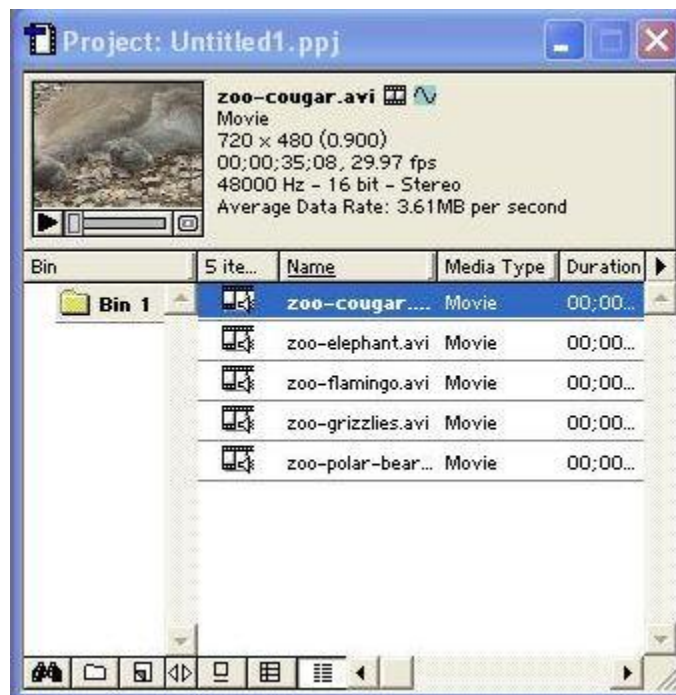 Project: Untitled1.ppj
zoo-cougar.avi
Movie
720 × 480 (0.900)
00;00;35;08, 29.97 fps
48000 Hz - 16 bit - Stereo
Average Data Rate: 3.61MB per second
Bin 5 ite... Name Media Type Duration
Bin 1
zoo-cougar.... Movie 00;00...
zoo-elephant.avi Movie 00;00...
zoo-flamingo.avi Movie 00;00...
zoo-grizzlies.avi Movie 00;00...
zoo-polar-bear... Movie 00;00...